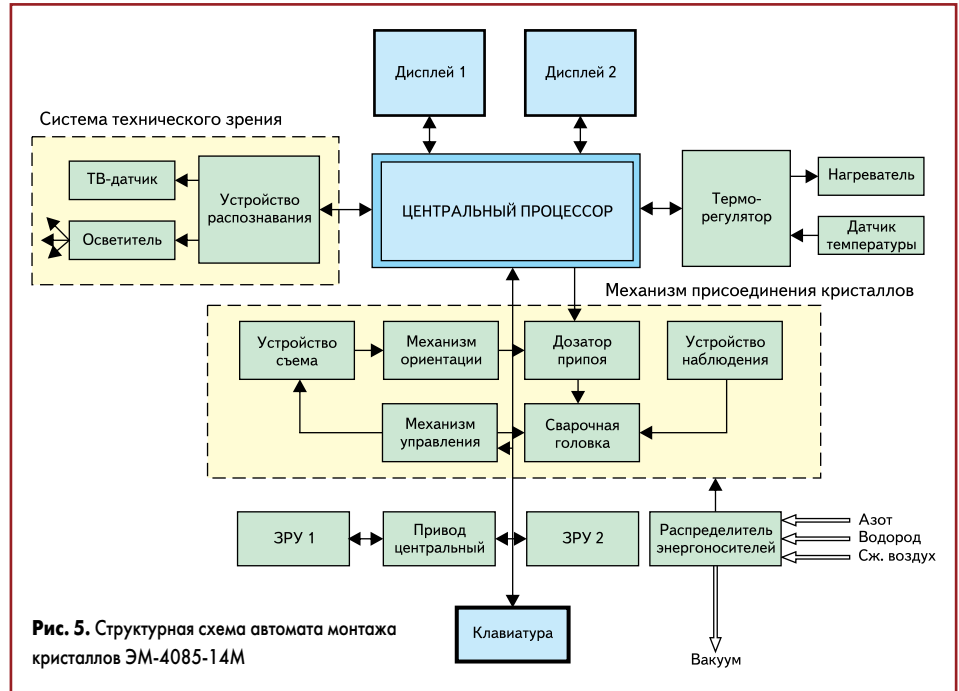 Дисплей 1
Дисплей 2
Система технического зрения
ТВ-датчик
Осветитель
Устройство
распознавания
ЦЕНТРАЛЬНЫЙ ПРОЦЕССОР
Термо-
регулятор
Нагреватель
Датчик
температуры
Механизм присоединения кристаллов
Устройство
съема
Механизм
ориентации
Дозатор
припоя
Устройство
наблюдения
Механизм
управления
Сварочная
головка
ЗРУ 1
Привод
центральный
ЗРУ 2
Распределитель
энергоносителей
Азот
Водород
Сж. воздух
Вакуум
Клавиатура
Рис. 5. Структурная схема автомата монтажа
кристаллов ЭМ-4085-14М